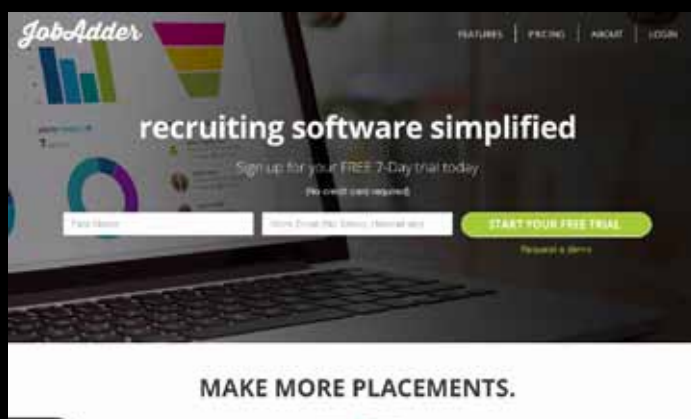 JobAdder
FEATURES | PRICING | ABOUT | LOGIN
recruiting software simplified
Sign up for your FREE 7-Day trial today
(No credit card required)
START YOUR FREE TRIAL
Request a demo
MAKE MORE PLACEMENTS.